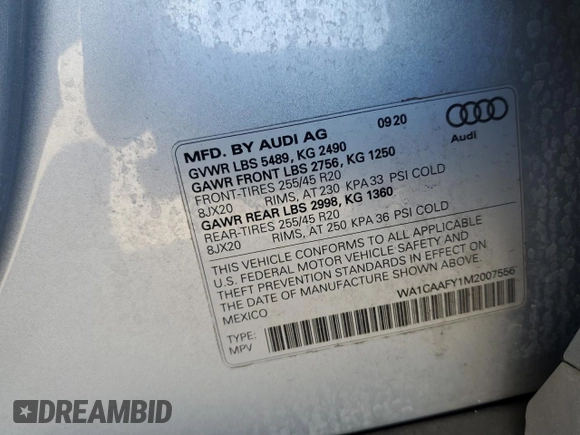 MFD. BY AUDI AG 09 20
GVWR LBS 5489, KG 2490
GAWR FRONT LBS 2756, KG 1250
FRONT-TIRES 255/45 R20
8JX20 RIMS, AT 230 KPA 33 PSI COLD
GAWR REAR LBS 2998, KG 1360
REAR-TIRES 255/45 R20
8JX20 RIMS, AT 250 KPA 36 PSI COLD
Audi
THIS VEHICLE CONFORMS TO ALL APPLICABLE
U.S. FEDERAL MOTOR VEHICLE SAFETY AND
THEFT PREVENTION STANDARDS IN EFFECT ON
THE DATE OF MANUFACTURE SHOWN ABOVE.
MEXICO
WA1CAAFY1M2007556
TYPE:
MPV
DREAMBID